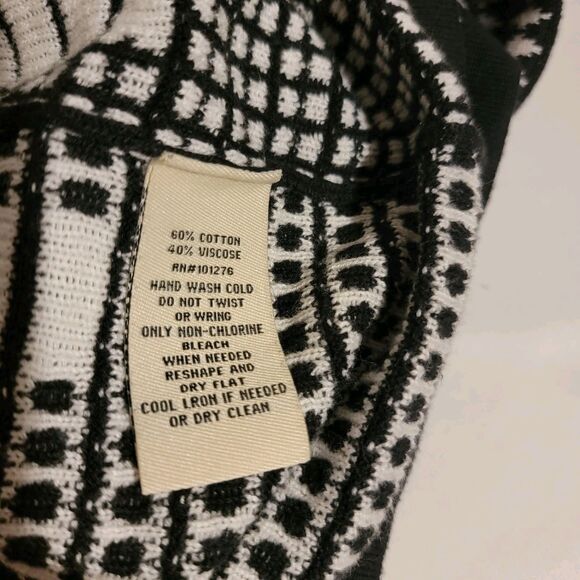 60% COTTON
40% VISCOSE
RN#101276
HAND WASH COLD
DO NOT TWIST
OR WRING
ONLY NON-CHLORINE
BLEACH
WHEN NEEDED
RESHAPE AND
DRY FLAT
COOL LRON IF NEEDED
OR DRY CLEAN